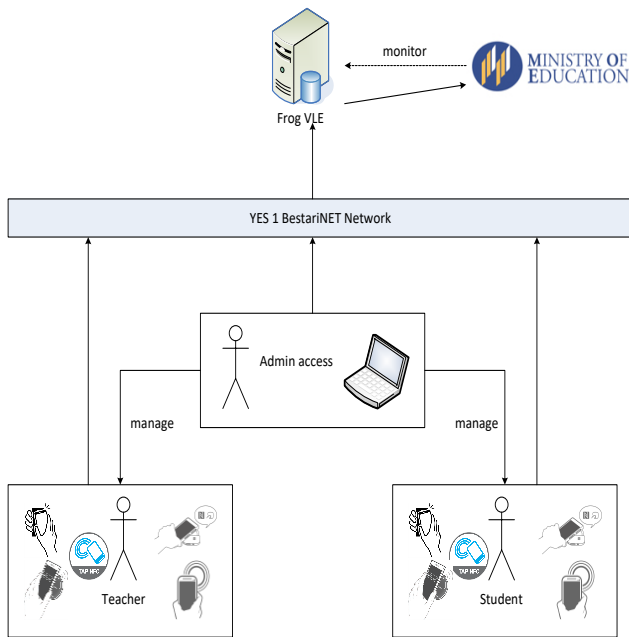 monitor
MINISTRY OF
EDUCATION
Frog VLE
YES 1 BestariNET Network
Admin access
manage
manage
TAP NFC
Teacher
TAP NFC
Student